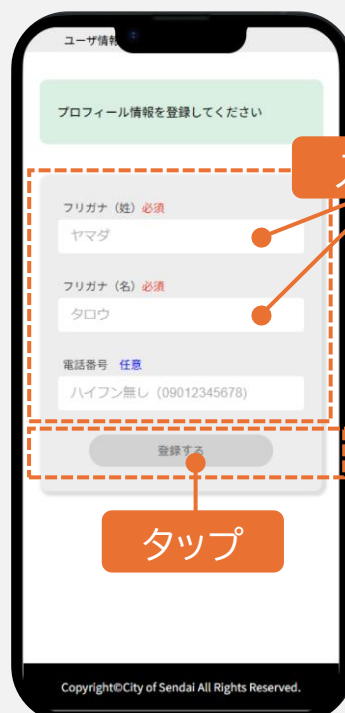 ユーザ情報
プロフィール情報を登録してください
フリガナ（姓）必須
ヤマダ
フリガナ（名）必須
タロウ
電話番号 任意
ハイフン無し（09012345678)
登録する
タップ
Copyright©City of Sendai All Rights Reserved.